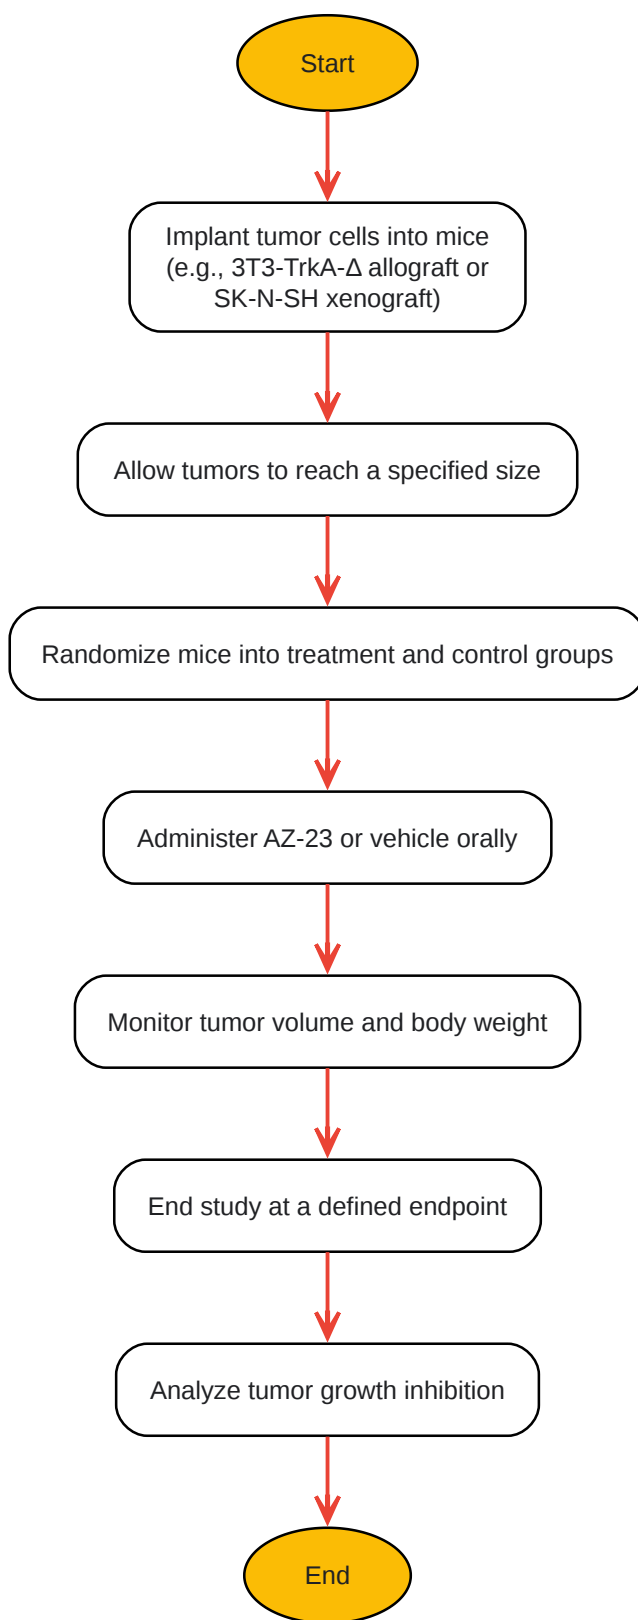 Start
Implant tumor cells into mice
(e.g., 3T3-TrkA-Δ allograft or
SK-N-SH xenograft)
Allow tumors to reach a specified size
Randomize mice into treatment and control groups
Administer AZ-23 or vehicle orally
Monitor tumor volume and body weight
End study at a defined endpoint
Analyze tumor growth inhibition
End